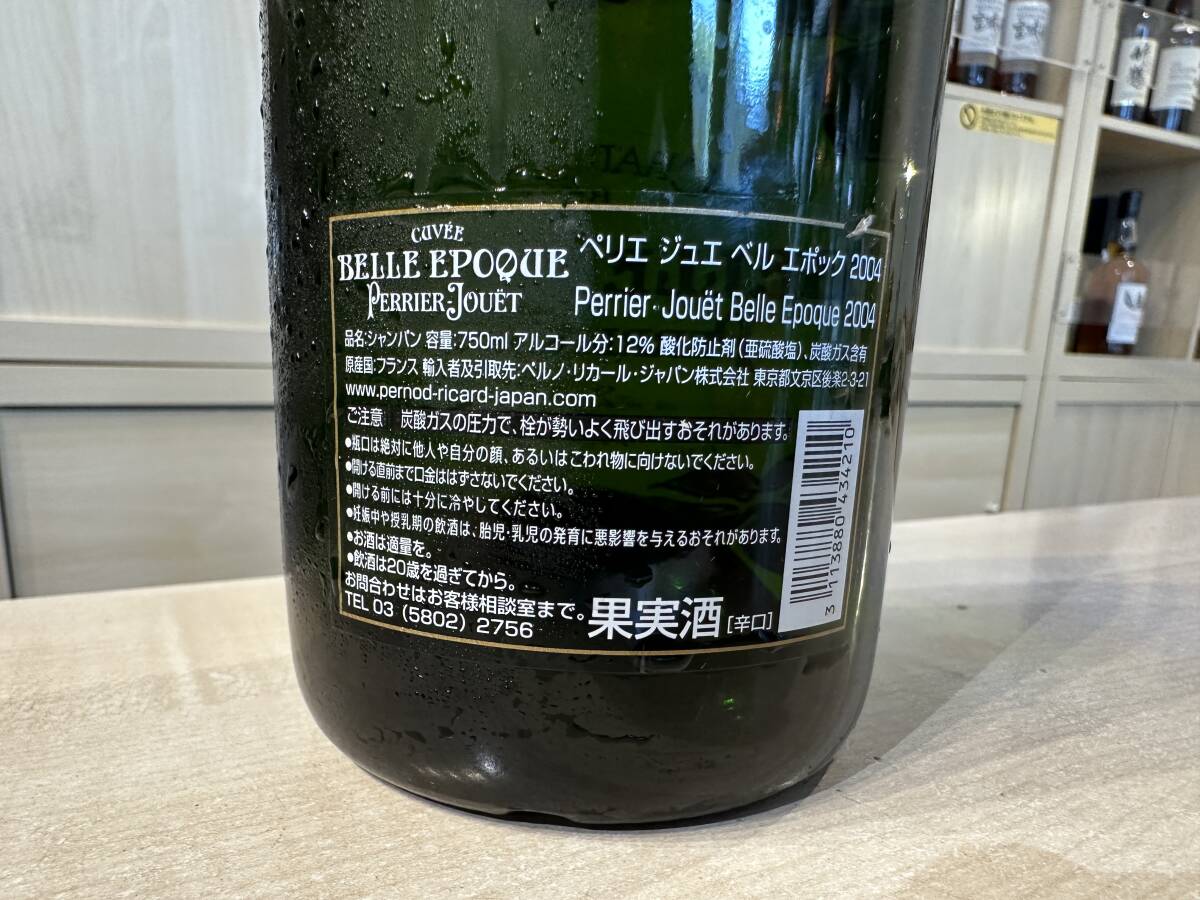 CUVÉE
BELLE EPOQUE
PERRIER-JOUËT
ペリエ ジュエ ベル エポック 2004
Perrier-Jouët Belle Epoque 2004
品名:シャンパン 容量:750ml アルコール分:12% 酸化防止剤(亜硫酸塩)、炭酸ガス含有
原産国:フランス 輸入者及引取先:ペルノ・リカール・ジャパン株式会社 東京都文京区後楽2-3-21
www.pernod-ricard-japan.com
ご注意 炭酸ガスの圧力で、栓が勢いよく飛び出すおそれがあります。
●瓶口は絶対に他人や自分の顔、あるいはこわれ物に向けないでください。
●開ける直前まで口金ははずさないでください。
●開ける前には十分に冷やしてください。
●妊娠中や授乳期の飲酒は、胎児・乳児の発育に悪影響を与えるおそれがあります。
●お酒は適量を。
●飲酒は20歳を過ぎてから。
お問合わせはお客様相談室まで。
TEL 03 (5802) 2756
果実酒 [辛口]
3 113880 434210